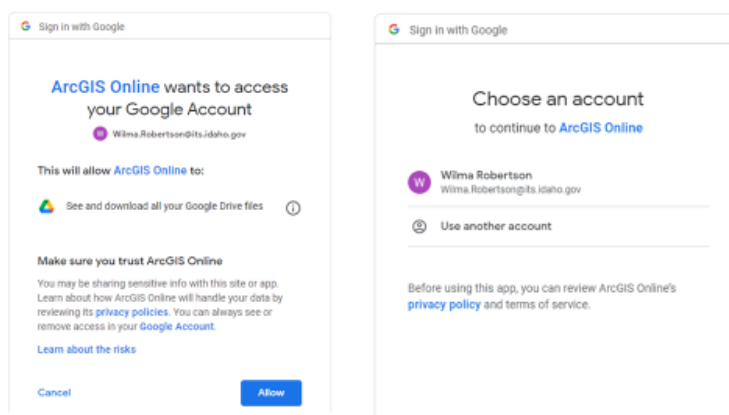 Sign in with Google
ArcGIS Online wants to access
your Google Account
W Wilma.Robertson@its.idaho.gov
This will allow ArcGIS Online to:
See and download all your Google Drive files
Make sure you trust ArcGIS Online
You may be sharing sensitive info with this site or app.
Learn about how ArcGIS Online will handle your data by
reviewing its privacy policies. You can always see or
remove access in your Google Account.
Learn about the risks
Cancel
Allow
Sign in with Google
Choose an account
to continue to ArcGIS Online
W
Wilma Robertson
Wilma.Robertson@its.idaho.gov
Use another account
Before using this app, you can review ArcGIS Online's
privacy policy and terms of service.